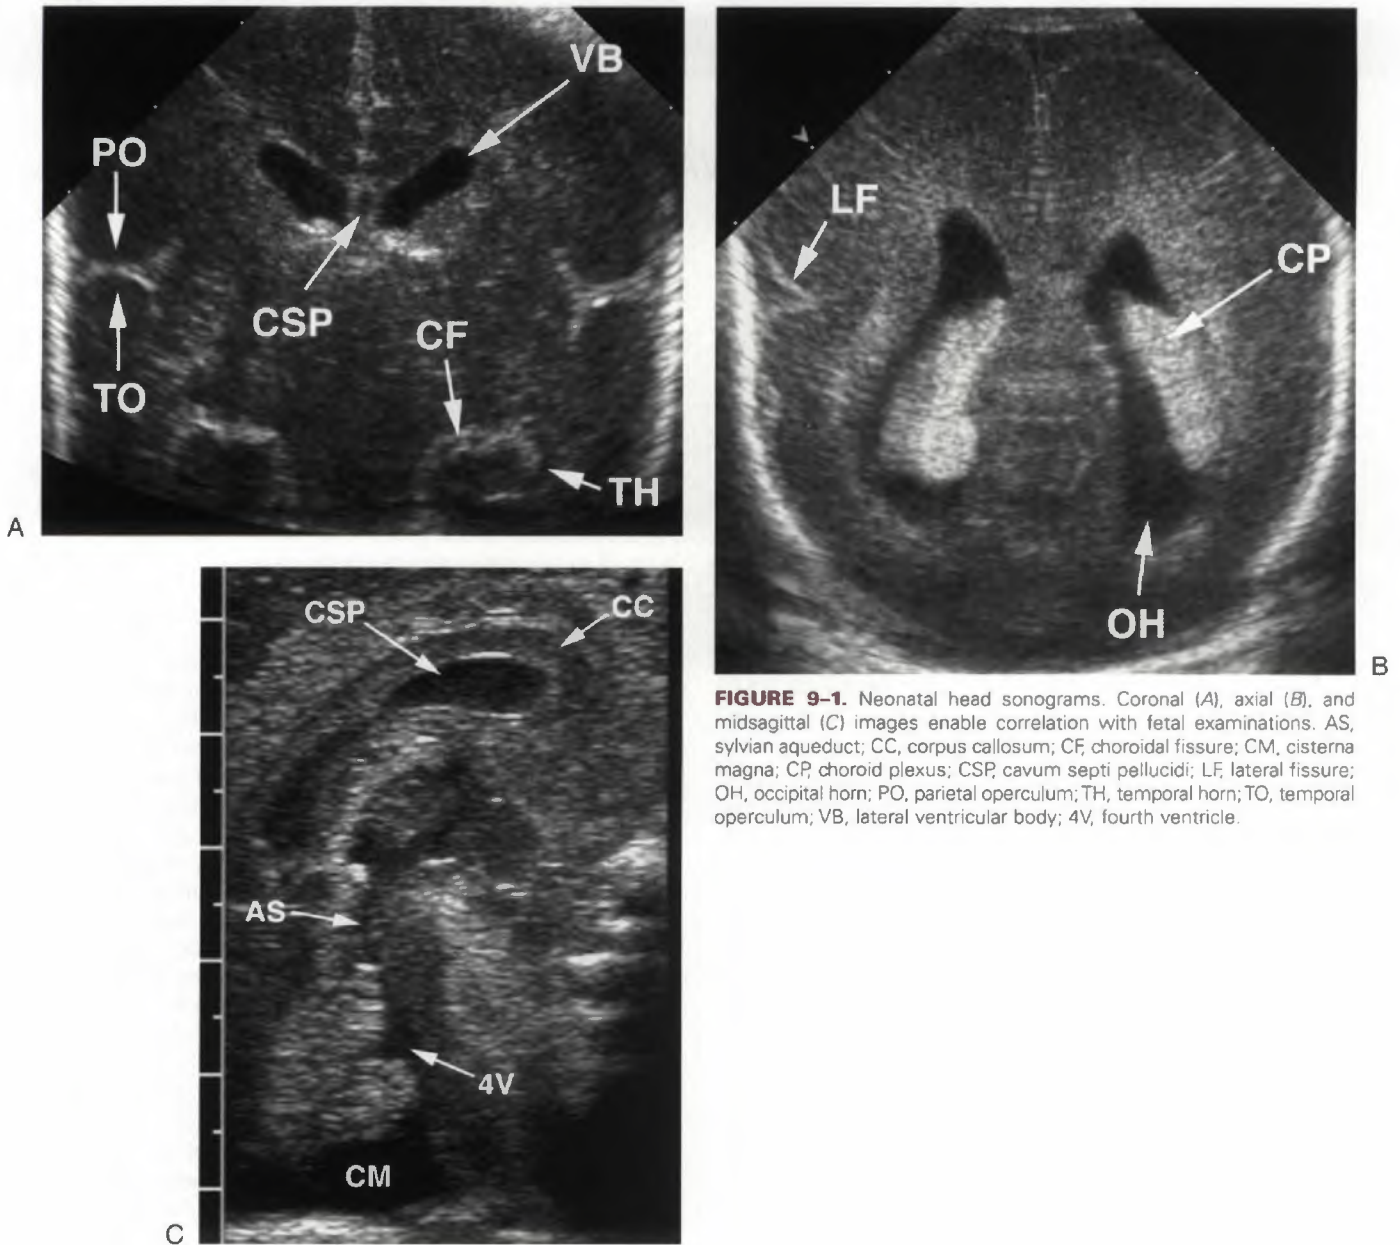 VB
PO
CSP
CF
TO
TH
A
LF
CP
OH
B
CSP
CC
AS
4V
CM
C
FIGURE 9–1. Neonatal head sonograms. Coronal (A), axial (B), and
midsagittal (C) images enable correlation with fetal examinations. AS,
sylvian aqueduct; CC, corpus callosum; CF, choroidal fissure; CM, cisterna
magna; CP, choroid plexus; CSP, cavum septi pellucidi; LF, lateral fissure;
OH, occipital horn; PO, parietal operculum; TH, temporal horn; TO, temporal
operculum; VB, lateral ventricular body; 4V, fourth ventricle.